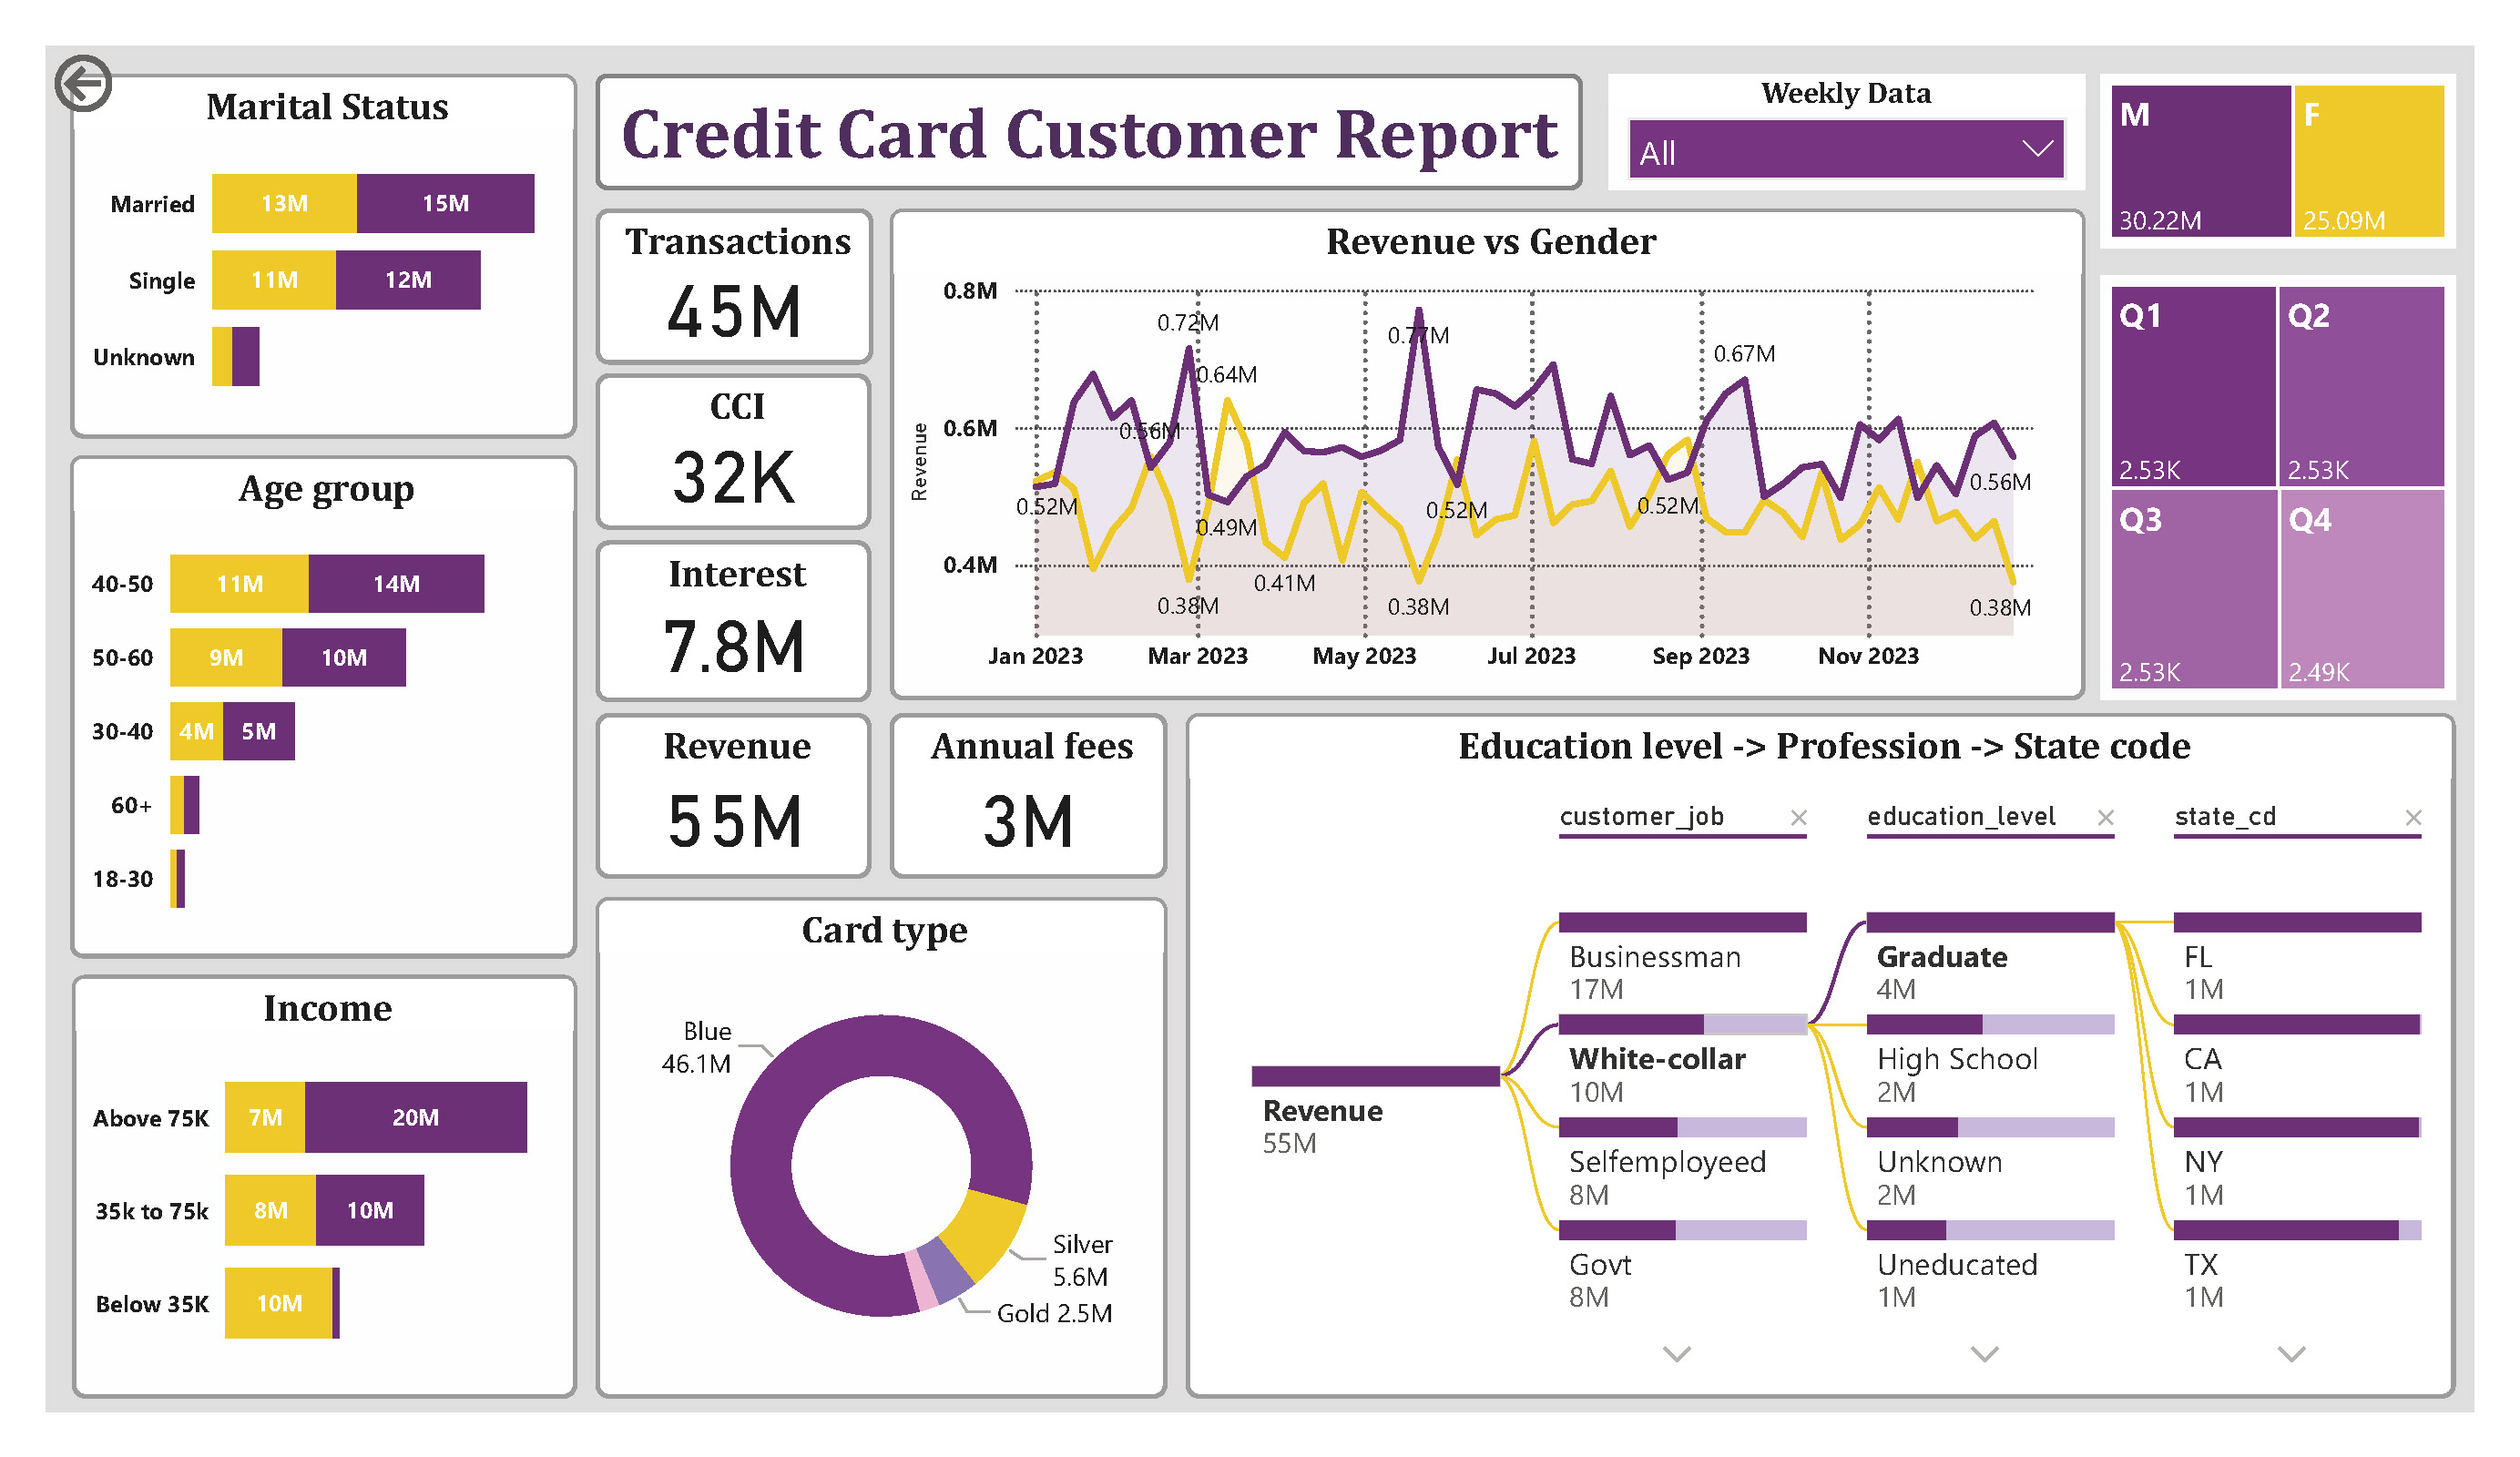 Marital Status
Married
13M
15M
Single
11M
12M
Unknown
Age group
40-50
11M
14M
50-60
9M
10M
30-40
4M
5M
60+
18-30
Income
Above 75K
7M
20M
35k to 75k
8M
10M
Below 35K
10M
Credit Card Customer Report
Transactions
45M
CCI
32K
Interest
7.8M
Revenue
55M
Annual fees
3M
Weekly Data
All
M
30.22M
F
25.09M
Revenue vs Gender
Revenue
0.8M
0.6M
0.4M
0.72M
0.77M
0.64M
0.67M
0.56M
0.52M
0.49M
0.52M
0.52M
0.56M
0.41M
0.38M
0.38M
0.38M
Jan 2023
Mar 2023
May 2023
Jul 2023
Sep 2023
Nov 2023
Q1
2.53K
Q2
2.53K
Q3
2.53K
Q4
2.49K
Card type
Blue
46.1M
Silver
5.6M
Gold 2.5M
Education level -> Profession -> State code
customer_job
education_level
state_cd
Revenue
55M
Businessman
17M
White-collar
10M
Selfemployeed
8M
Govt
8M
Graduate
4M
High School
2M
Unknown
2M
Uneducated
1M
FL
1M
CA
1M
NY
1M
TX
1M